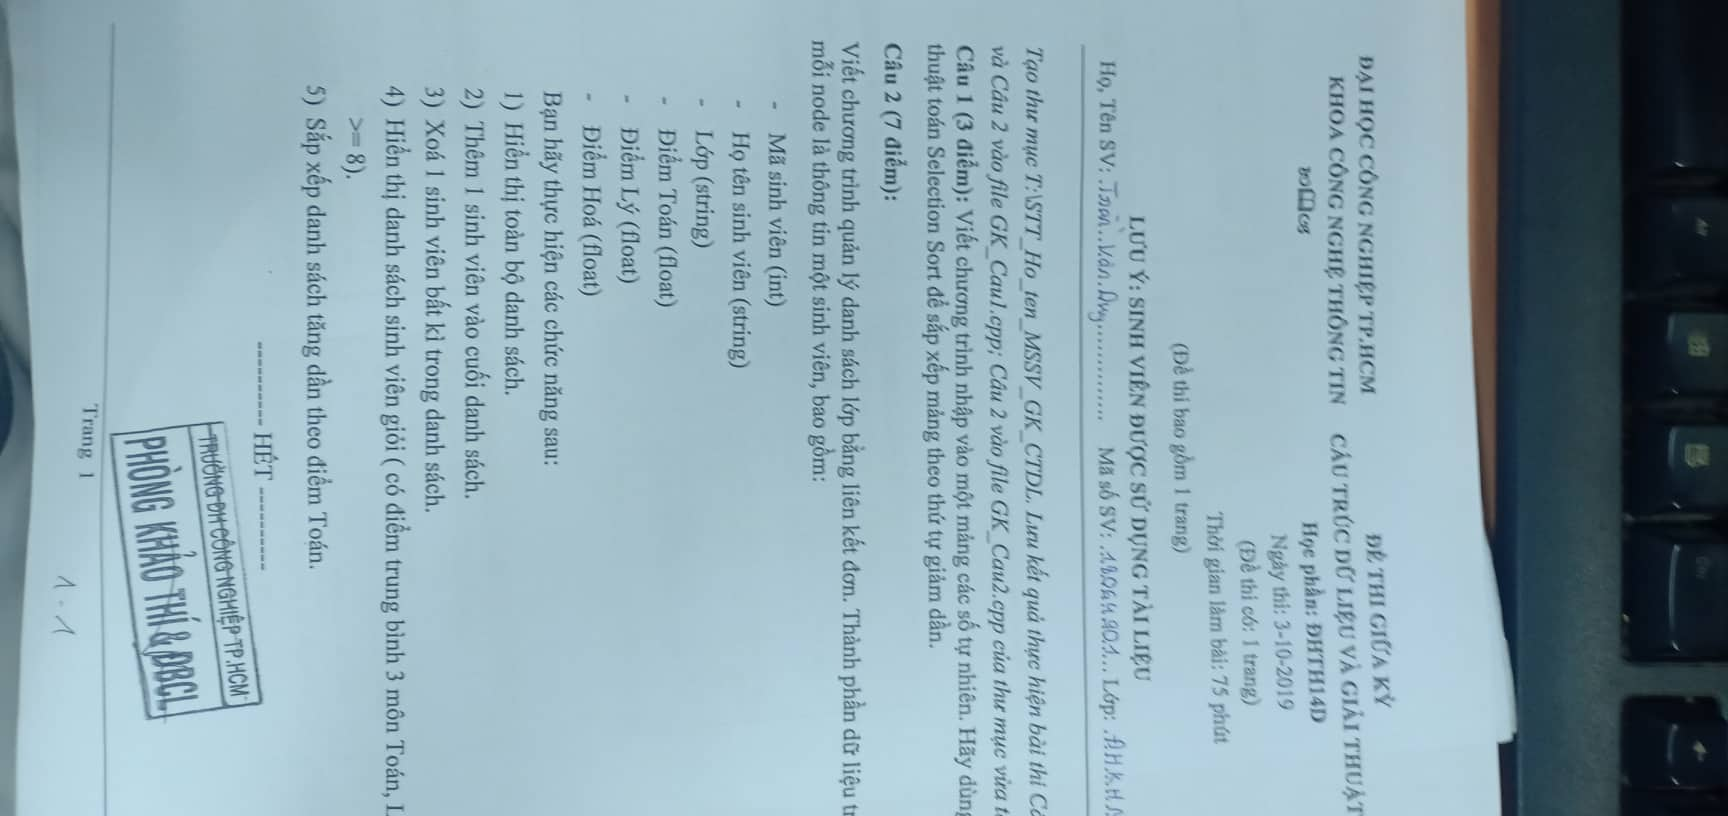 ĐẠI HỌC CÔNG NGHIỆP TP.HCM
KHOA CÔNG NGHỆ THÔNG TIN
ĐỀ THI GIỮA KỲ
CẤU TRÚC DỮ LIỆU VÀ GIẢI THUẬT
Học phần: ĐHTH14D
Ngày thi: 3-10-2019
(Đề thi có: 1 trang)
Thời gian làm bài: 75 phút
(Đề thi bao gồm 1 trang)
LƯU Ý: SINH VIÊN ĐƯỢC SỬ DỤNG TÀI LIỆU
Họ, Tên SV: Trần Văn Duy Mã số SV: Lớp:
Tạo thư mục T:\STT_Ho_ten_MSSV_GK_CTDL. Lưu kết quả thực hiện bài thi
và Câu 2 vào file GK_Cau1.cpp; Câu 2 vào file GK_Cau2.cpp của thư mục vừa
Câu 1 (3 điểm): Viết chương trình nhập vào một mảng các số tự nhiên. Hãy dùng
thuật toán Selection Sort để sắp xếp mảng theo thứ tự giảm dần.
Câu 2 (7 điểm):
Viết chương trình quản lý danh sách lớp bằng liên kết đơn. Thành phần dữ liệu
mỗi node là thông tin một sinh viên, bao gồm:
- Mã sinh viên (int)
- Họ tên sinh viên (string)
- Lớp (string)
- Điểm Toán (float)
- Điểm Lý (float)
- Điểm Hoá (float)
Bạn hãy thực hiện các chức năng sau:
1) Hiển thị toàn bộ danh sách.
2) Thêm 1 sinh viên vào cuối danh sách.
3) Xoá 1 sinh viên bất kì trong danh sách.
4) Hiển thị danh sách sinh viên giỏi ( có điểm trung bình 3 môn Toán,
>= 8).
5) Sắp xếp danh sách tăng dần theo điểm Toán.
---------- HẾT ----------
TRƯỜNG ĐH CÔNG NGHIỆP TP.HCM
PHÒNG KHẢO THÍ & ĐBCL
Trang 1
1 - 1